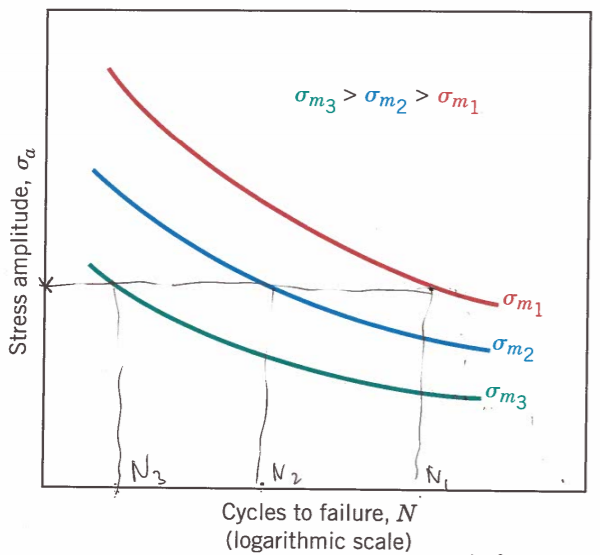 σm3 > σm2 > σm1
Stress amplitude, σa
σm1
σm2
σm3
N3
N2
N1
Cycles to failure, N
(logarithmic scale)